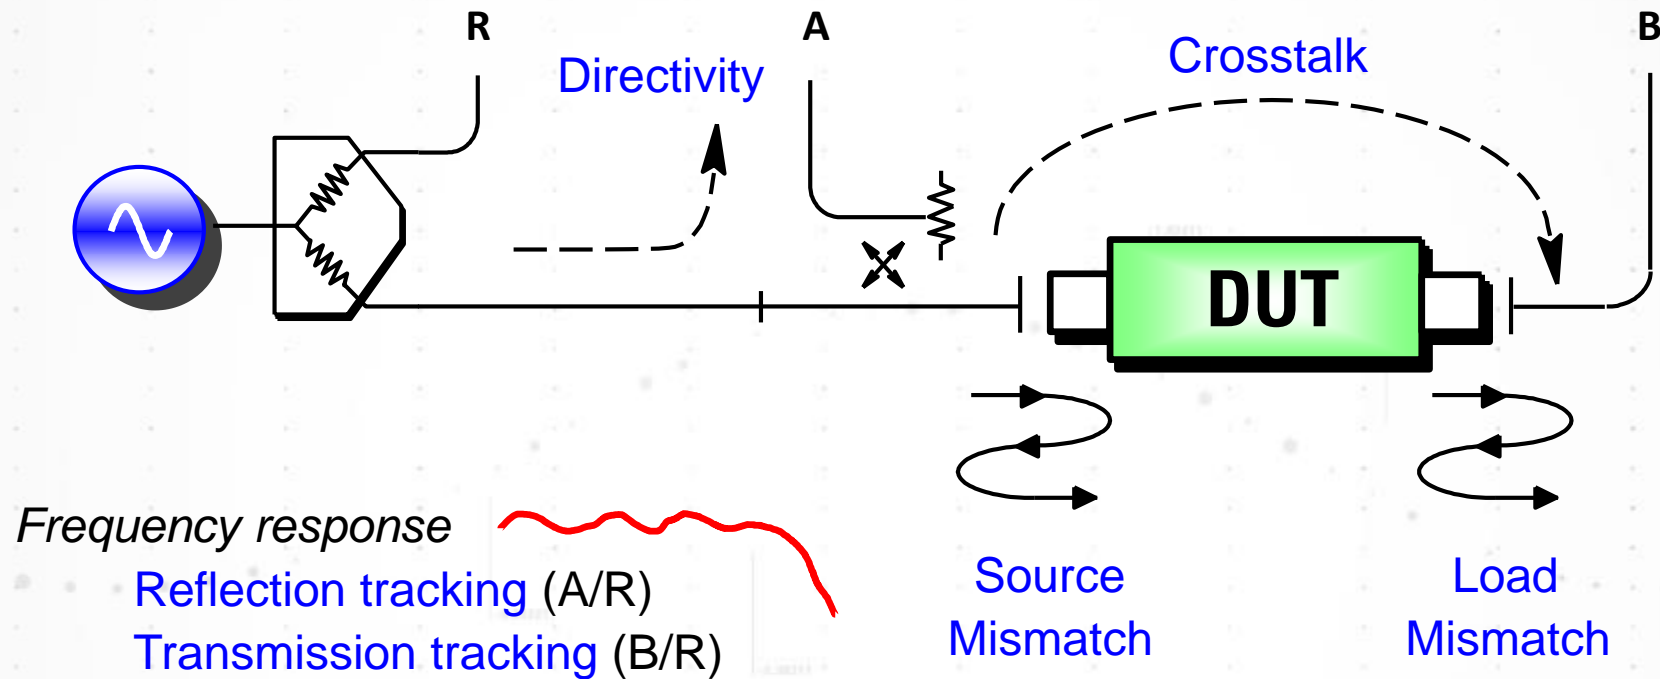 R
A
B
Directivity
Crosstalk
DUT
Frequency response
Reflection tracking (A/R)
Transmission tracking (B/R)
Source
Mismatch
Load
Mismatch